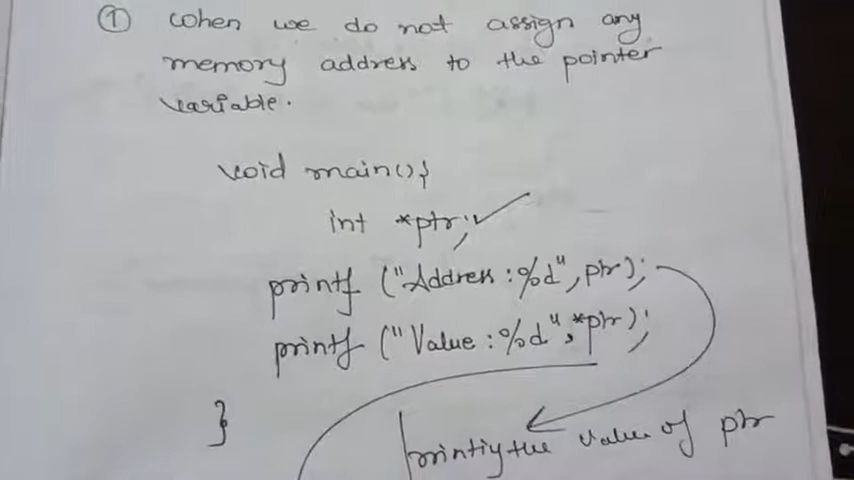 ① When we do not assign any
memory address to the pointer
variable.
void main(){
int *ptr;
printf ("Address :%d", ptr);
printf ("Value :%d", *ptr);
}
printiy the value of ptr